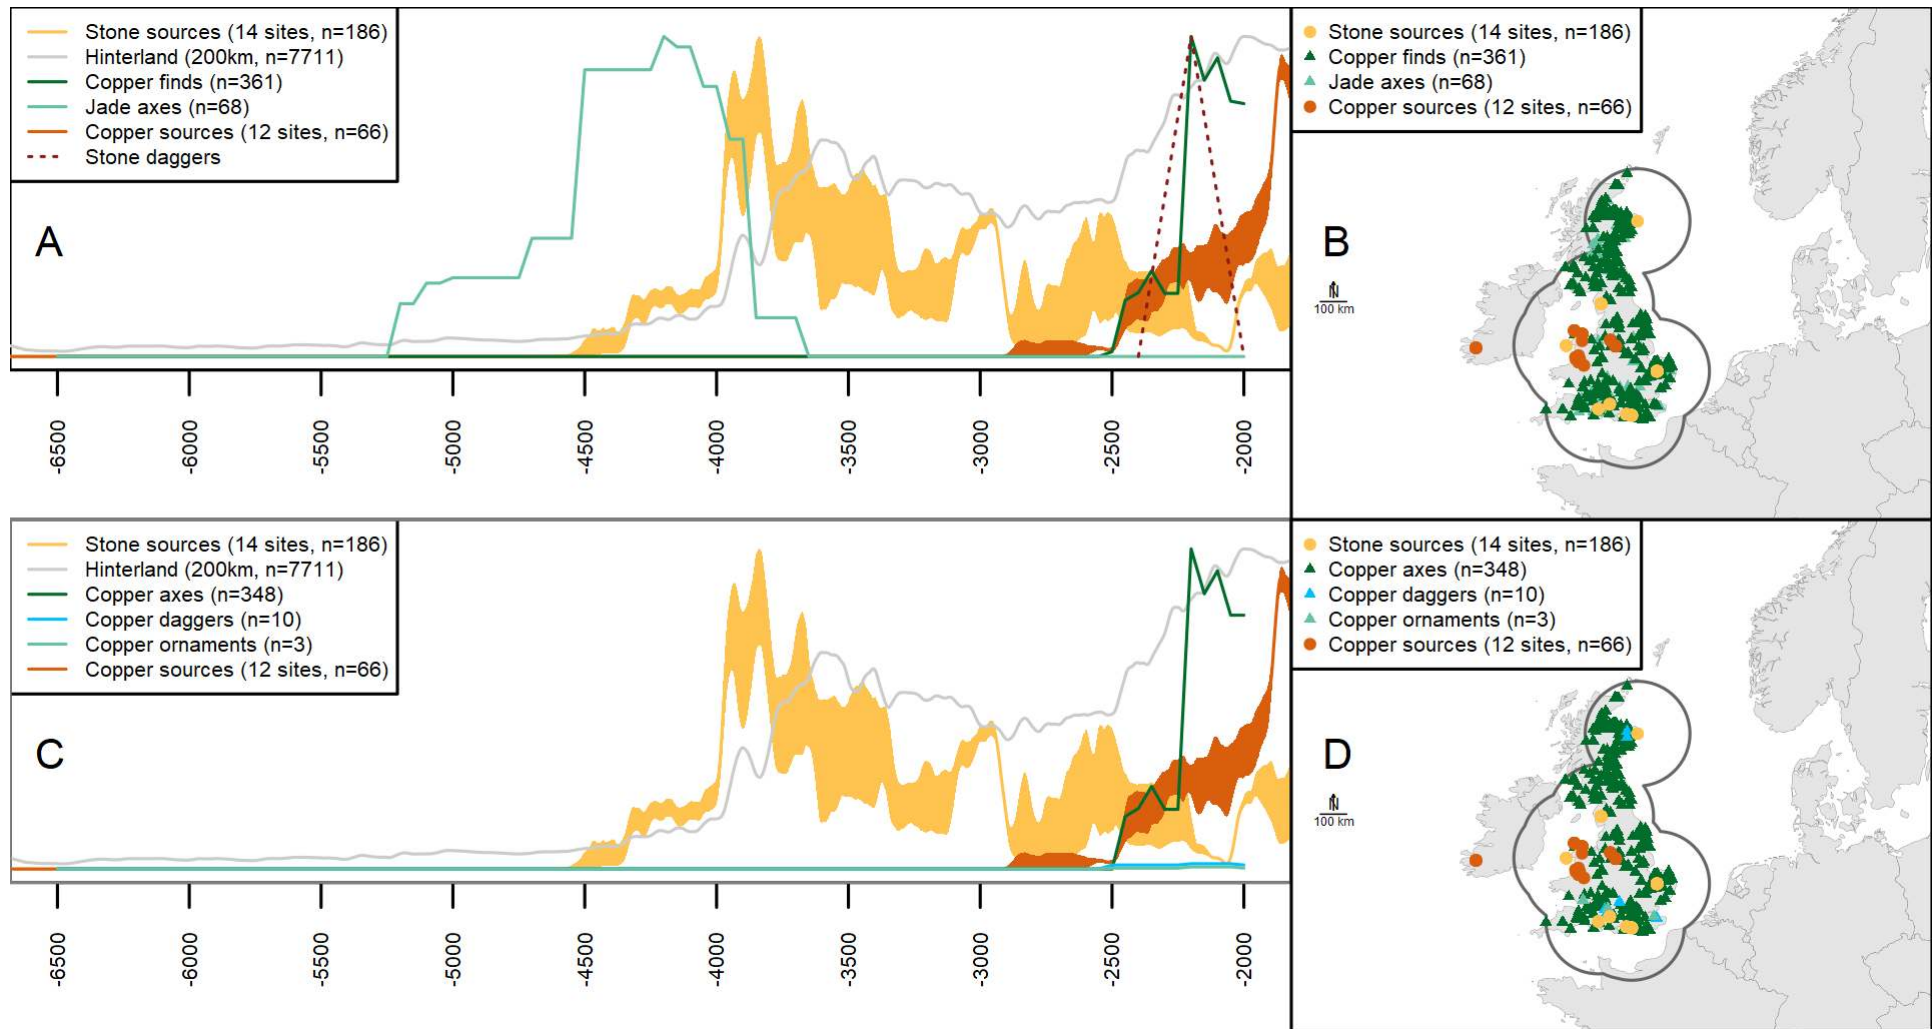 Stone sources (14 sites, n=186)
Hinterland (200km, n=7711)
Copper finds (n=361)
Jade axes (n=68)
Copper sources (12 sites, n=66)
Stone daggers
A
-6500
-6000
-5500
-5000
-4500
-4000
-3500
-3000
-2500
-2000
Stone sources (14 sites, n=186)
Copper finds (n=361)
Jade axes (n=68)
Copper sources (12 sites, n=66)
B
N
100 km
Stone sources (14 sites, n=186)
Hinterland (200km, n=7711)
Copper axes (n=348)
Copper daggers (n=10)
Copper ornaments (n=3)
Copper sources (12 sites, n=66)
C
-6500
-6000
-5500
-5000
-4500
-4000
-3500
-3000
-2500
-2000
Stone sources (14 sites, n=186)
Copper axes (n=348)
Copper daggers (n=10)
Copper ornaments (n=3)
Copper sources (12 sites, n=66)
D
N
100 km